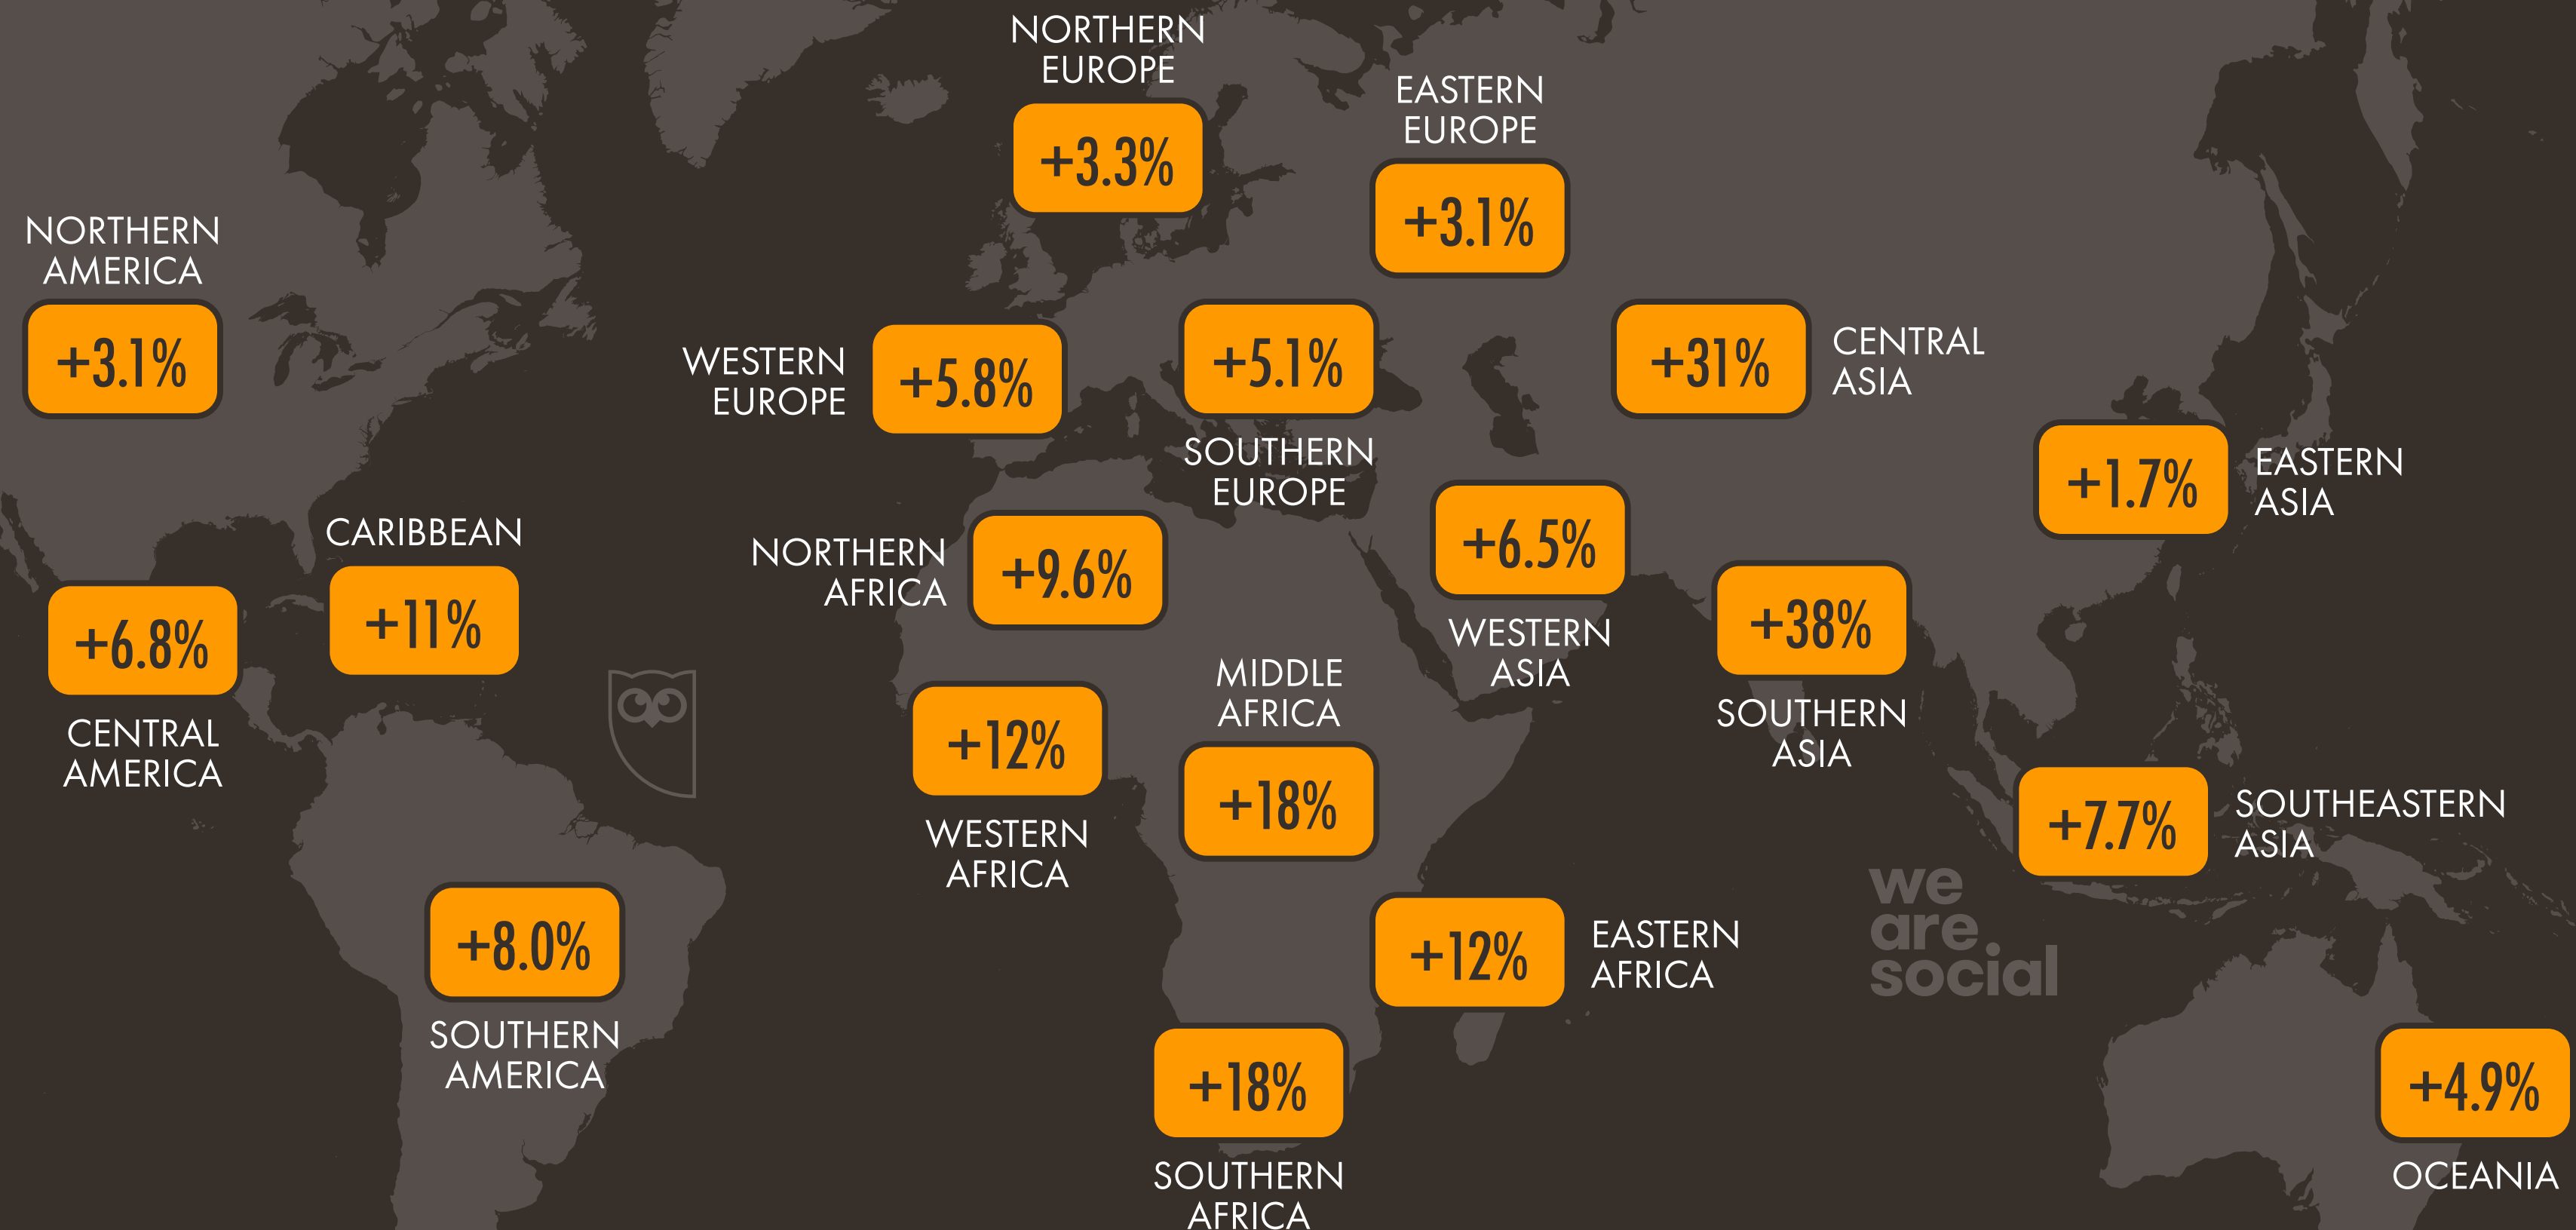 NORTHERN
EUROPE
+3.3%
EASTERN
EUROPE
+3.1%
NORTHERN
AMERICA
+3.1%
WESTERN
EUROPE
+5.8%
+5.1%
SOUTHERN
EUROPE
+31%
CENTRAL
ASIA
+1.7%
EASTERN
ASIA
CARIBBEAN
+11%
+6.8%
CENTRAL
AMERICA
NORTHERN
AFRICA
+9.6%
+6.5%
WESTERN
ASIA
+38%
SOUTHERN
ASIA
+12%
WESTERN
AFRICA
MIDDLE
AFRICA
+18%
+7.7%
SOUTHEASTERN
ASIA
+8.0%
SOUTHERN
AMERICA
+12%
EASTERN
AFRICA
we
are
social
+18%
SOUTHERN
AFRICA
+4.9%
OCEANIA